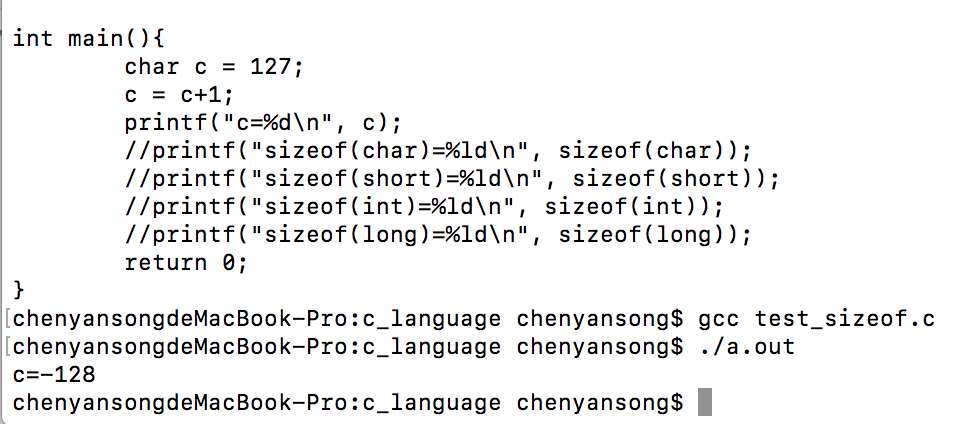 int main(){
        char c = 127;
        c = c+1;
        printf("c=%d\n", c);
        //printf("sizeof(char)=%ld\n", sizeof(char));
        //printf("sizeof(short)=%ld\n", sizeof(short));
        //printf("sizeof(int)=%ld\n", sizeof(int));
        //printf("sizeof(long)=%ld\n", sizeof(long));
        return 0;
}
[chenyansongdeMacBook-Pro:c_language chenyansong$ gcc test_sizeof.c
[chenyansongdeMacBook-Pro:c_language chenyansong$ ./a.out
c=-128
chenyansongdeMacBook-Pro:c_language chenyansong$